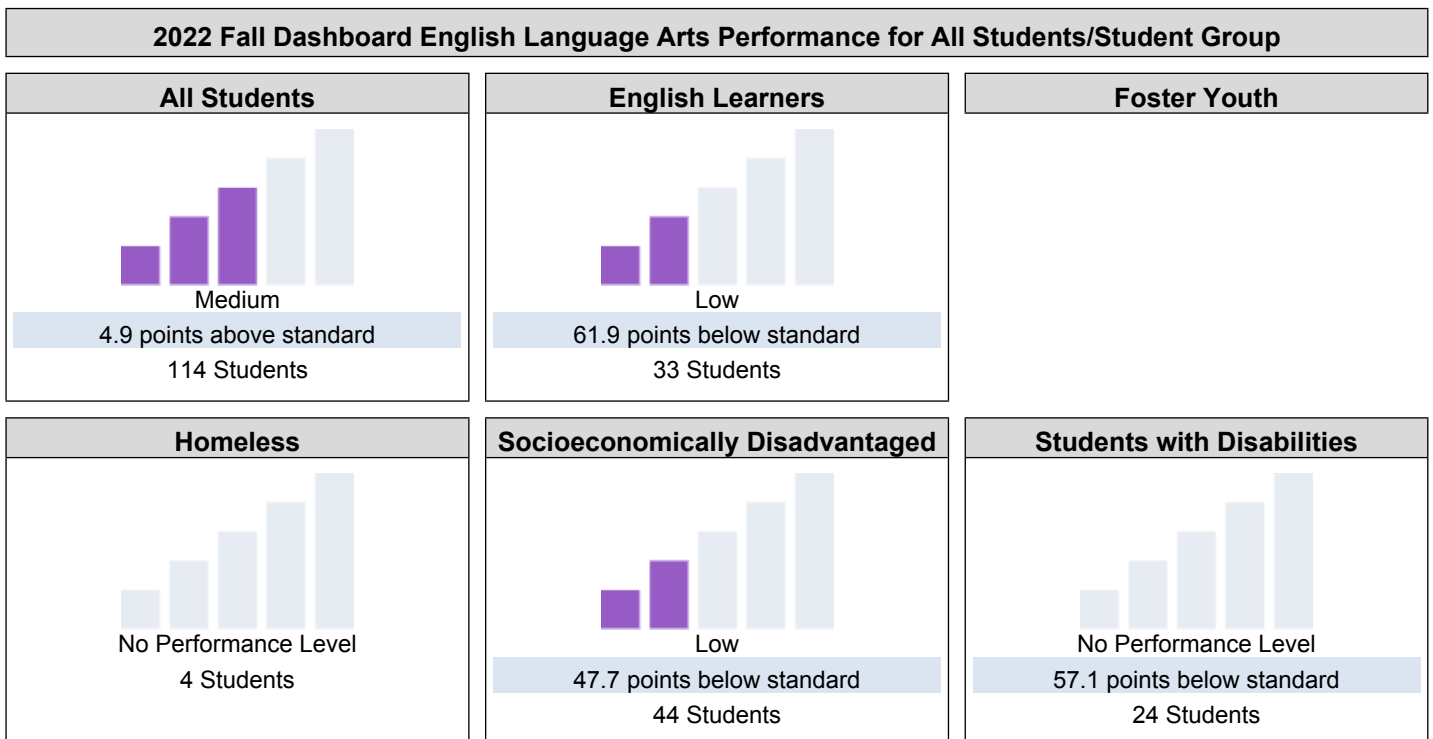 2022 Fall Dashboard English Language Arts Performance for All Students/Student Group
All Students
Medium
4.9 points above standard
114 Students
English Learners
Low
61.9 points below standard
33 Students
Foster Youth
Homeless
No Performance Level
4 Students
Socioeconomically Disadvantaged
Low
47.7 points below standard
44 Students
Students with Disabilities
No Performance Level
57.1 points below standard
24 Students